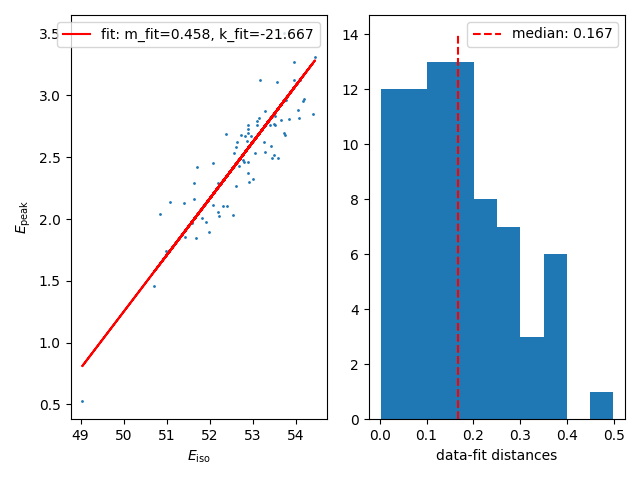 fit: m_fit=0.458, k_fit=-21.667
3.5
3.0
2.5
2.0
1.5
1.0
0.5
E_peak
49 50 51 52 53 54
E_iso
median: 0.167
14
12
10
8
6
4
2
0
0.0 0.1 0.2 0.3 0.4 0.5
data-fit distances